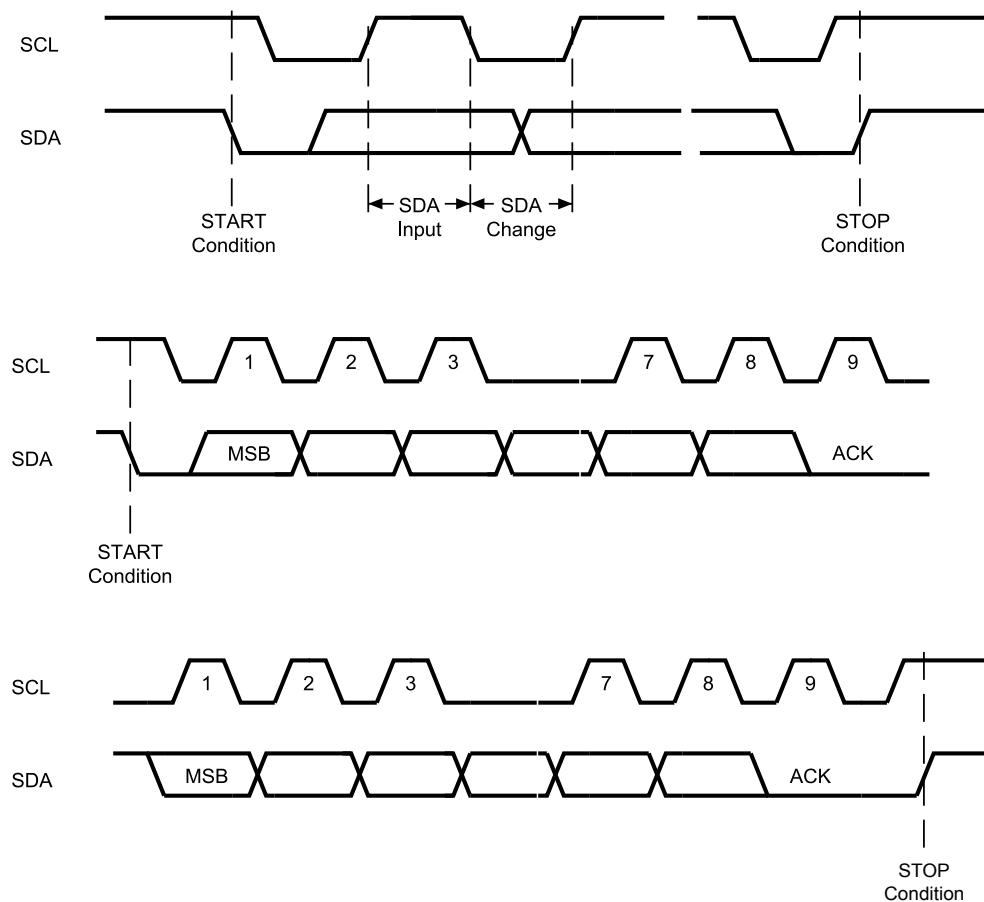 SCL
SDA
START
Condition
SDA
Input
SDA
Change
STOP
Condition
SCL
1
2
3
7
8
9
SDA
MSB
ACK
START
Condition
SCL
1
2
3
7
8
9
SDA
MSB
ACK
STOP
Condition